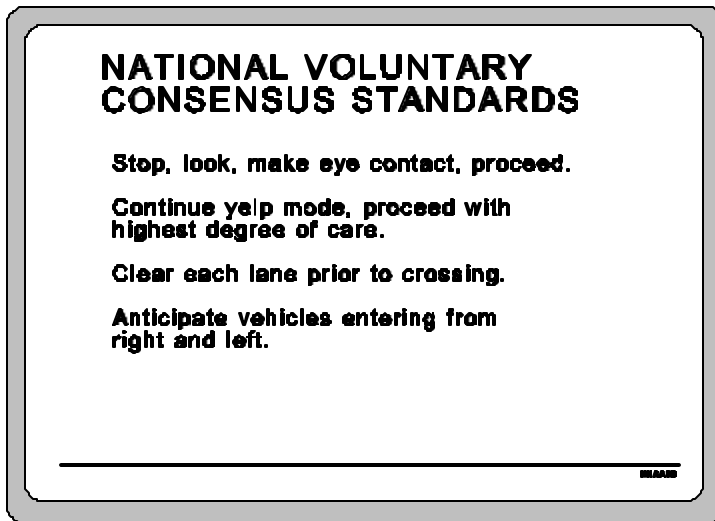 NATIONAL VOLUNTARY
CONSENSUS STANDARDS
Stop, look, make eye contact, proceed.
Continue yelp mode, proceed with
highest degree of care.
Clear each lane prior to crossing.
Anticipate vehicles entering from
right and left.